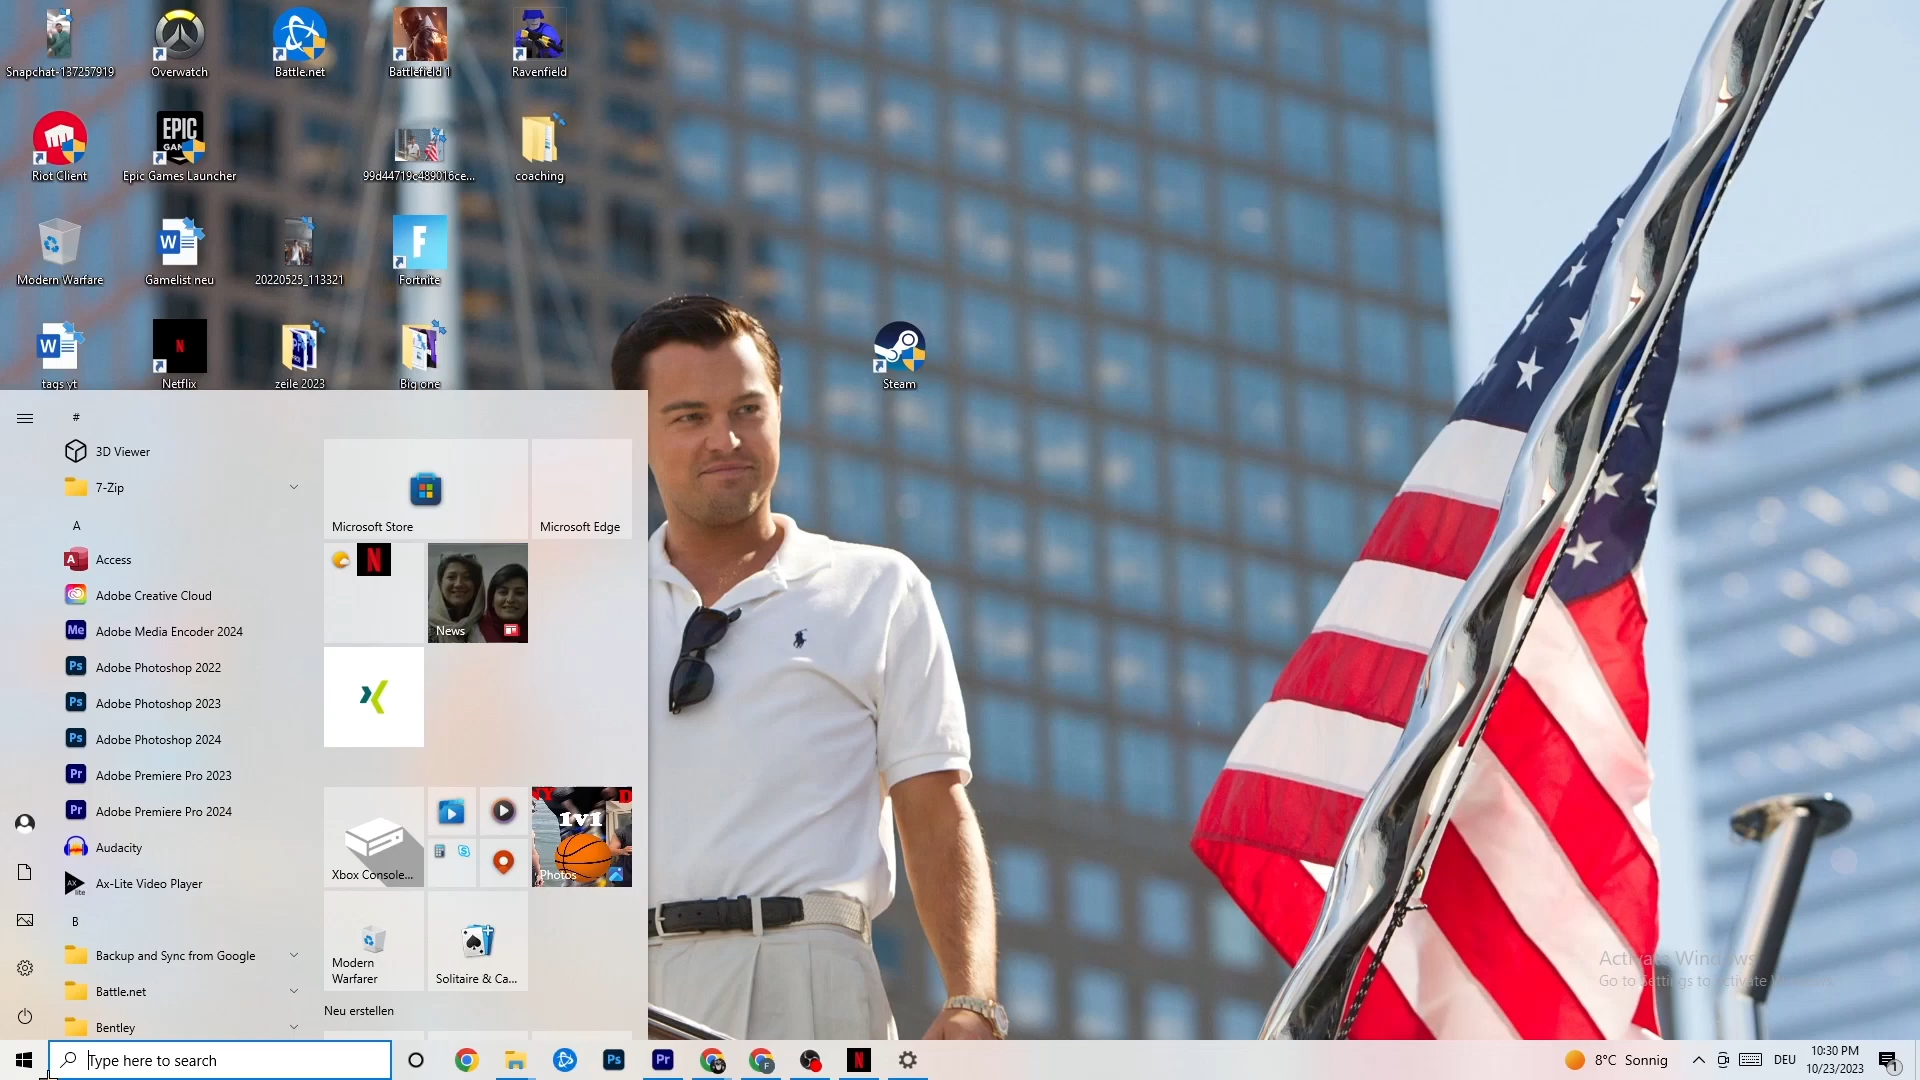 Snapchat-137257919
Overwatch
Battle.net
Battlefield 1
Ravenfield
EPIC
Riot Client
Epic Games Launcher
99d44719c489016ce...
coaching
Modern Warfare
Gamelist neu
20220525_113321
Fortnite
tags yt
Netflix
zeile 2023
Big one
Steam
#
3D Viewer
7-Zip
A
Access
Adobe Creative Cloud
Adobe Media Encoder 2024
Adobe Photoshop 2022
Adobe Photoshop 2023
Adobe Photoshop 2024
Adobe Premiere Pro 2023
Adobe Premiere Pro 2024
Audacity
Ax-Lite Video Player
B
Backup and Sync from Google
Battle.net
Bentley
Microsoft Store
Microsoft Edge
News
Xbox Console...
1v1
Photos
Modern
Warfarer
Solitaire & Ca...
Neu erstellen
Activate Windows
Go to Settings to activate Windows.
Type here to search
8°C Sonnig
DEU
10:30 PM
10/23/2023
1